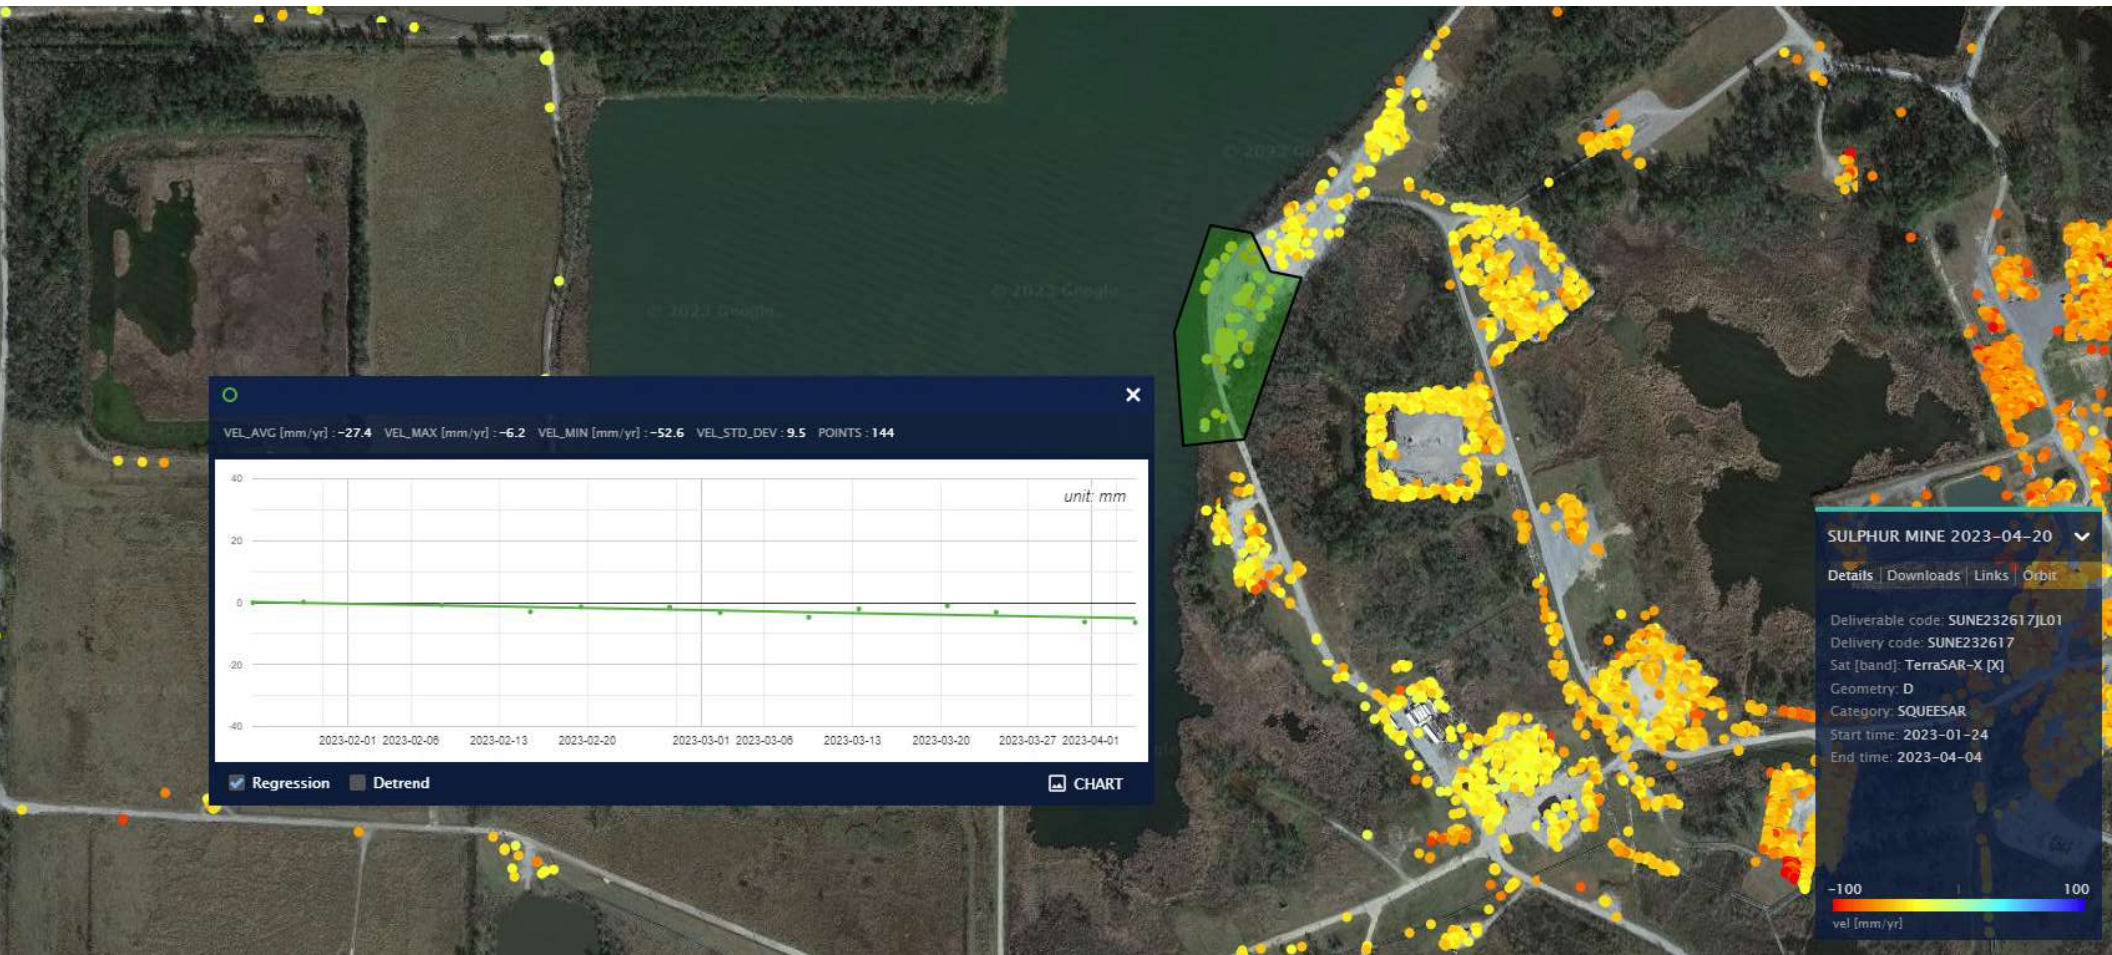 © 2023 Google
© 2023 Google
VEL_AVG [mm/yr] : -27.4 VEL_MAX [mm/yr] : -6.2 VEL_MIN [mm/yr] : -52.6 VEL_STD_DEV : 9.5 POINTS : 144
unit: mm
40
20
0
-20
-40
2023-02-01 2023-02-06 2023-02-13 2023-02-20 2023-03-01 2023-03-06 2023-03-13 2023-03-20 2023-03-27 2023-04-01
Regression Detrend CHART
SULPHUR MINE 2023-04-20
Details | Downloads | Links | Orbit
Deliverable code: SUNE232617JL01
Delivery code: SUNE232617
Sat [band]: TerraSAR-X [X]
Geometry: D
Category: SQUEESAR
Start time: 2023-01-24
End time: 2023-04-04
-100 100
vel [mm/yr]